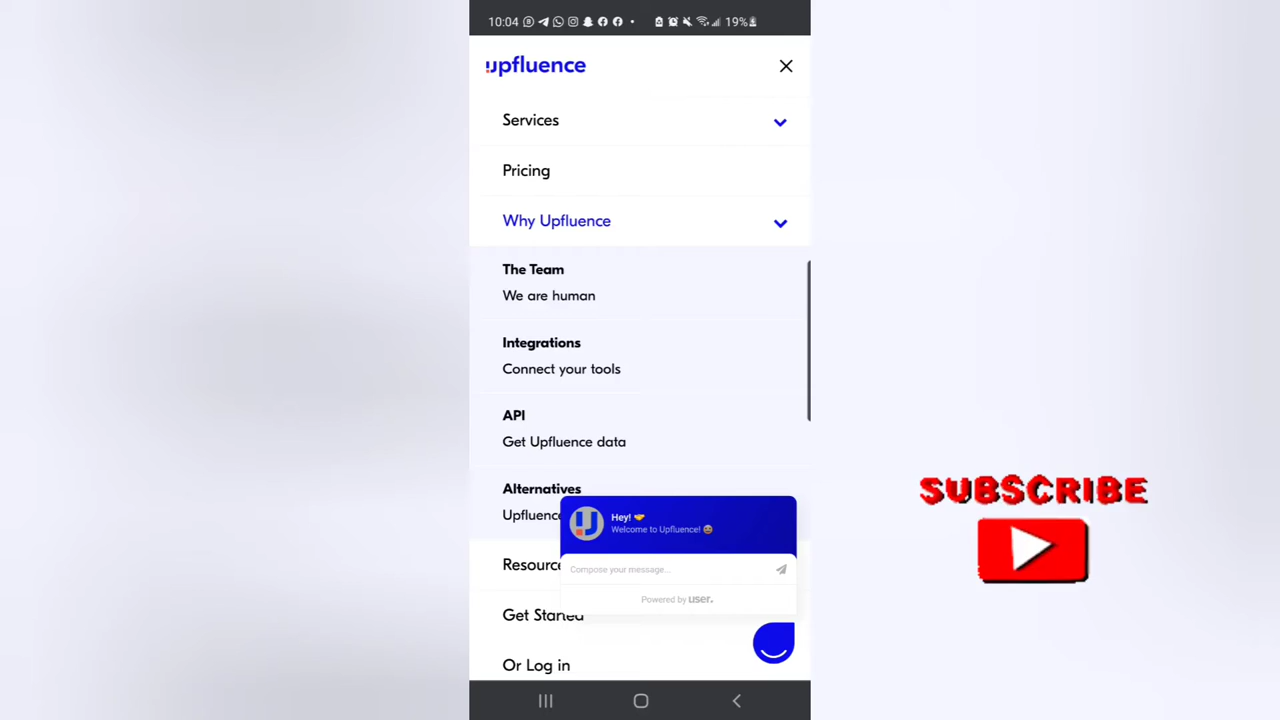 10:04
19%
upfluence
Services
Pricing
Why Upfluence
The Team
We are human
Integrations
Connect your tools
API
Get Upfluence data
Alternatives
Hey! 🤝
Welcome to Upfluence! 😄
Compose your message...
Powered by user.
Get Started
Or Log in
SUBSCRIBE